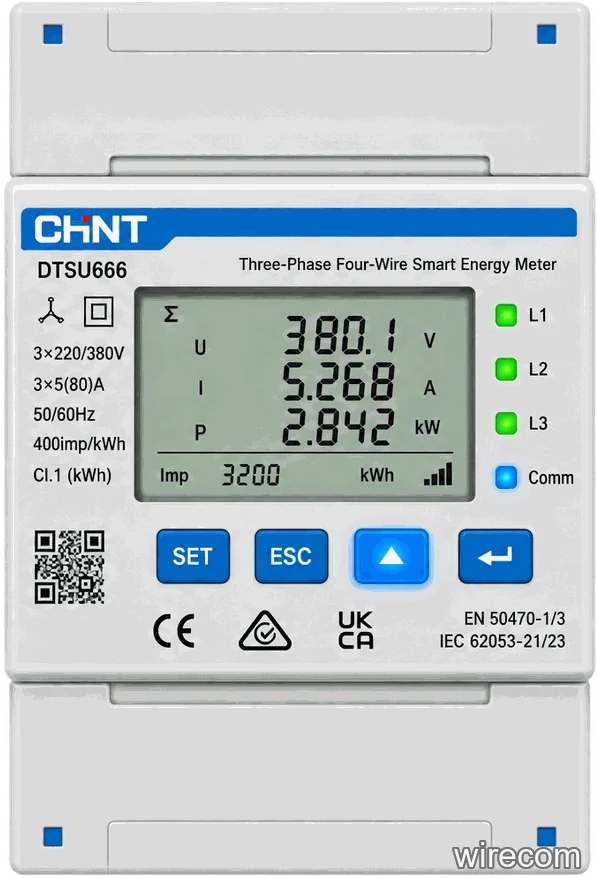 CHNT
DTSU666
Three-Phase Four-Wire Smart Energy Meter
3×220/380V
3×5(80)A
50/60Hz
400imp/kWh
Cl.1 (kWh)
Σ
U 380.1 V
I 5.268 A
P 2.842 kW
Imp 3200 kWh
L1
L2
L3
Comm
SET
ESC
CE
UK
CA
EN 50470-1/3
IEC 62053-21/23
wirecom